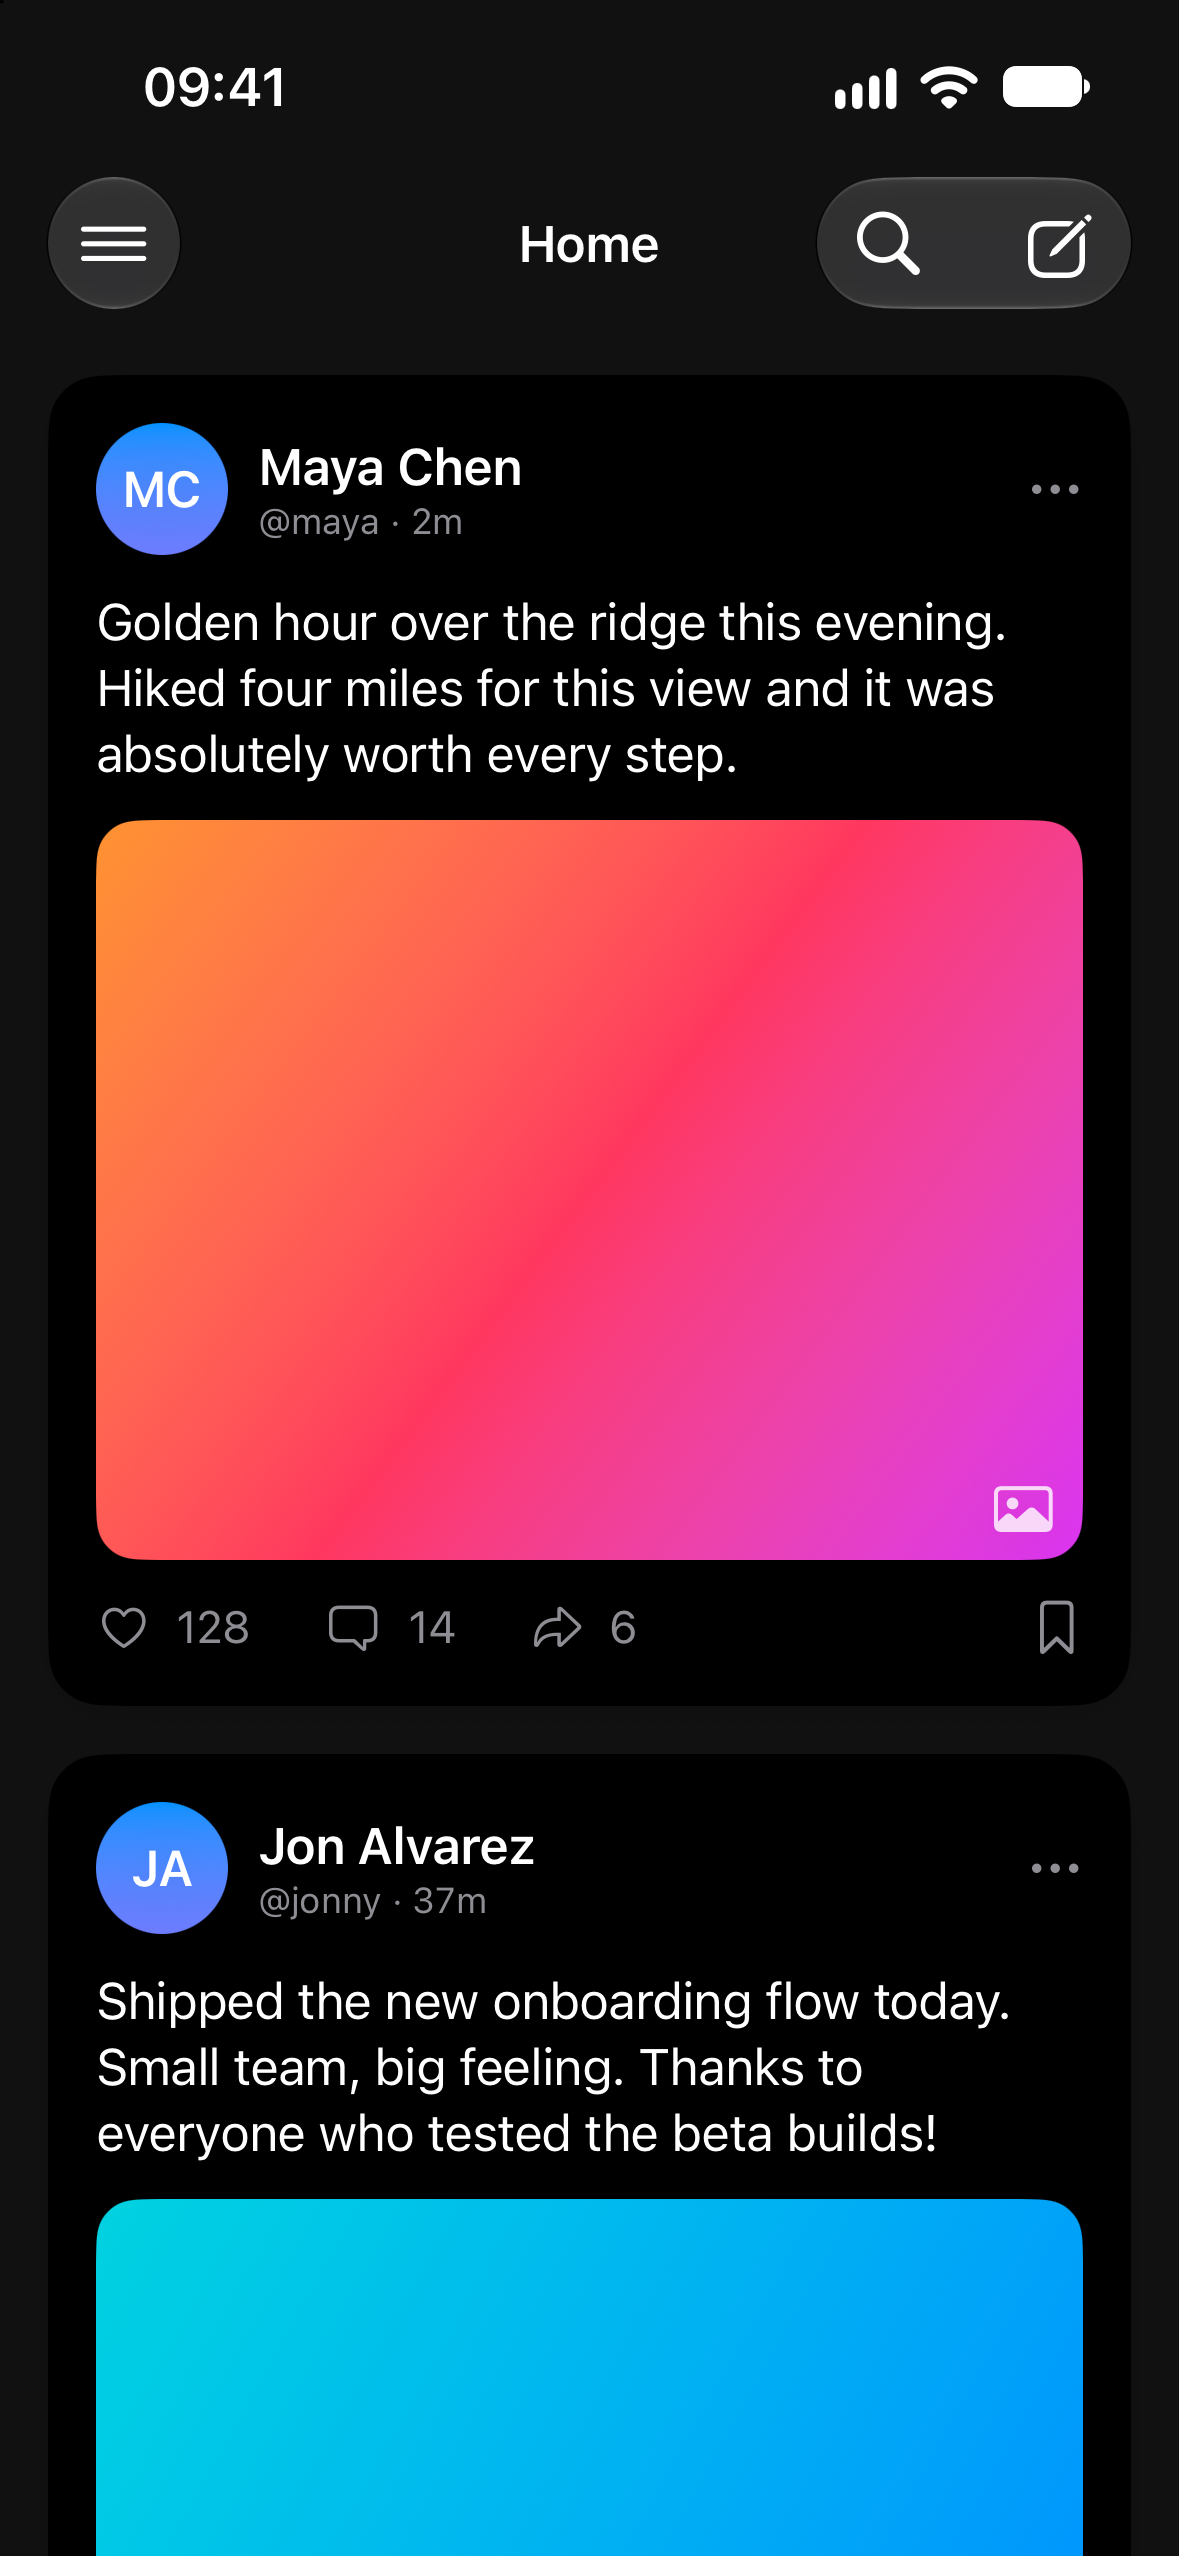 09:41
Home
MC
Maya Chen
@maya · 2m
Golden hour over the ridge this evening.
Hiked four miles for this view and it was
absolutely worth every step.
128
14
6
JA
Jon Alvarez
@jonny · 37m
Shipped the new onboarding flow today.
Small team, big feeling. Thanks to
everyone who tested the beta builds!